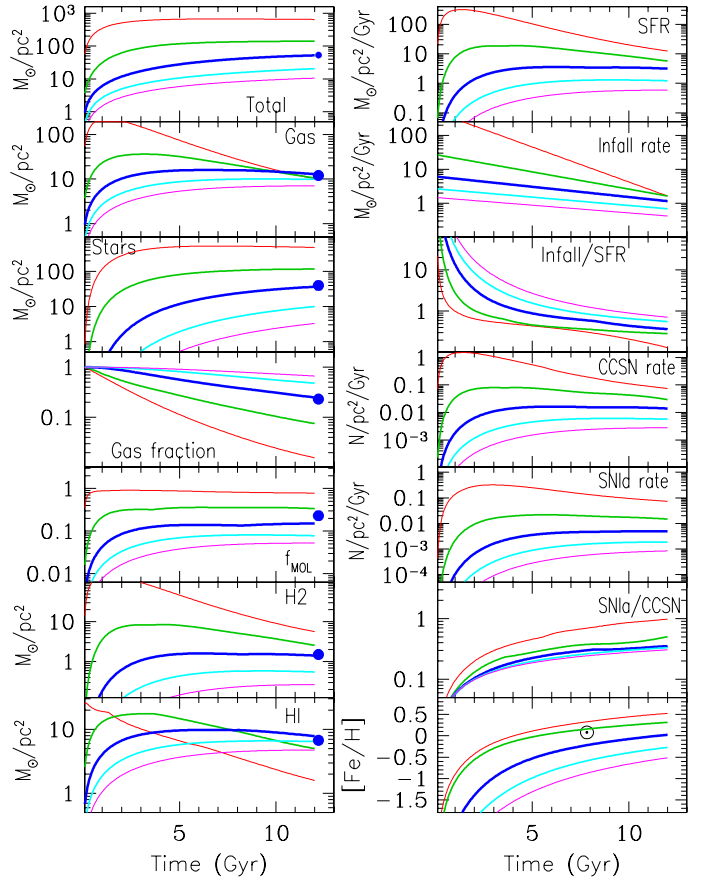 M⊙/pc²
10³
100
10
1
Total
M⊙/pc²
100
10
1
Gas
M⊙/pc²
100
10
1
Stars
1
0.1
Gas fraction
1
0.1
0.01
fMOL
M⊙/pc²
10
1
H2
M⊙/pc²
10
1
HI
5
10
Time (Gyr)
M⊙/pc²/Gyr
100
10
1
0.1
SFR
M⊙/pc²/Gyr
100
10
1
Infall rate
10
1
Infall/SFR
N/pc²/Gyr
0.1
0.01
10⁻³
CCSN rate
N/pc²/Gyr
0.1
0.01
10⁻³
10⁻⁴
SNIa rate
1
0.1
SNIa/CCSN
[Fe/H]
0.5
0
−0.5
−1
−1.5
5
10
Time (Gyr)